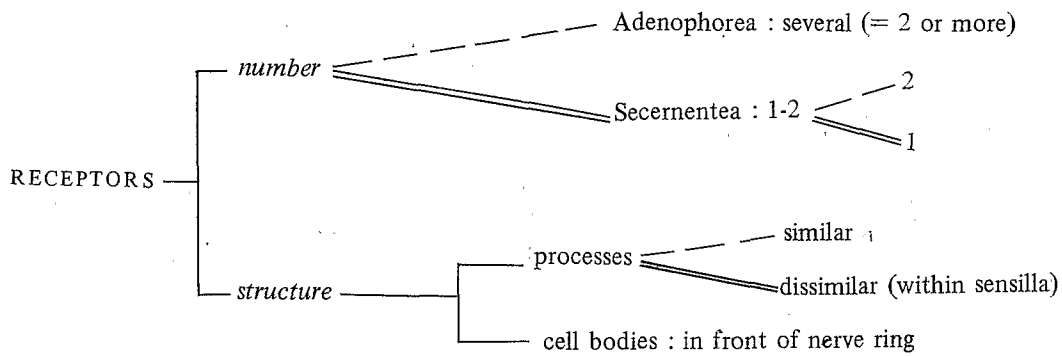 Adenophorea : several (= 2 or more)
number
2
Secernentea : 1-2
1
RECEPTORS
similar
processes
dissimilar (within sensilla)
structure
cell bodies : in front of nerve ring